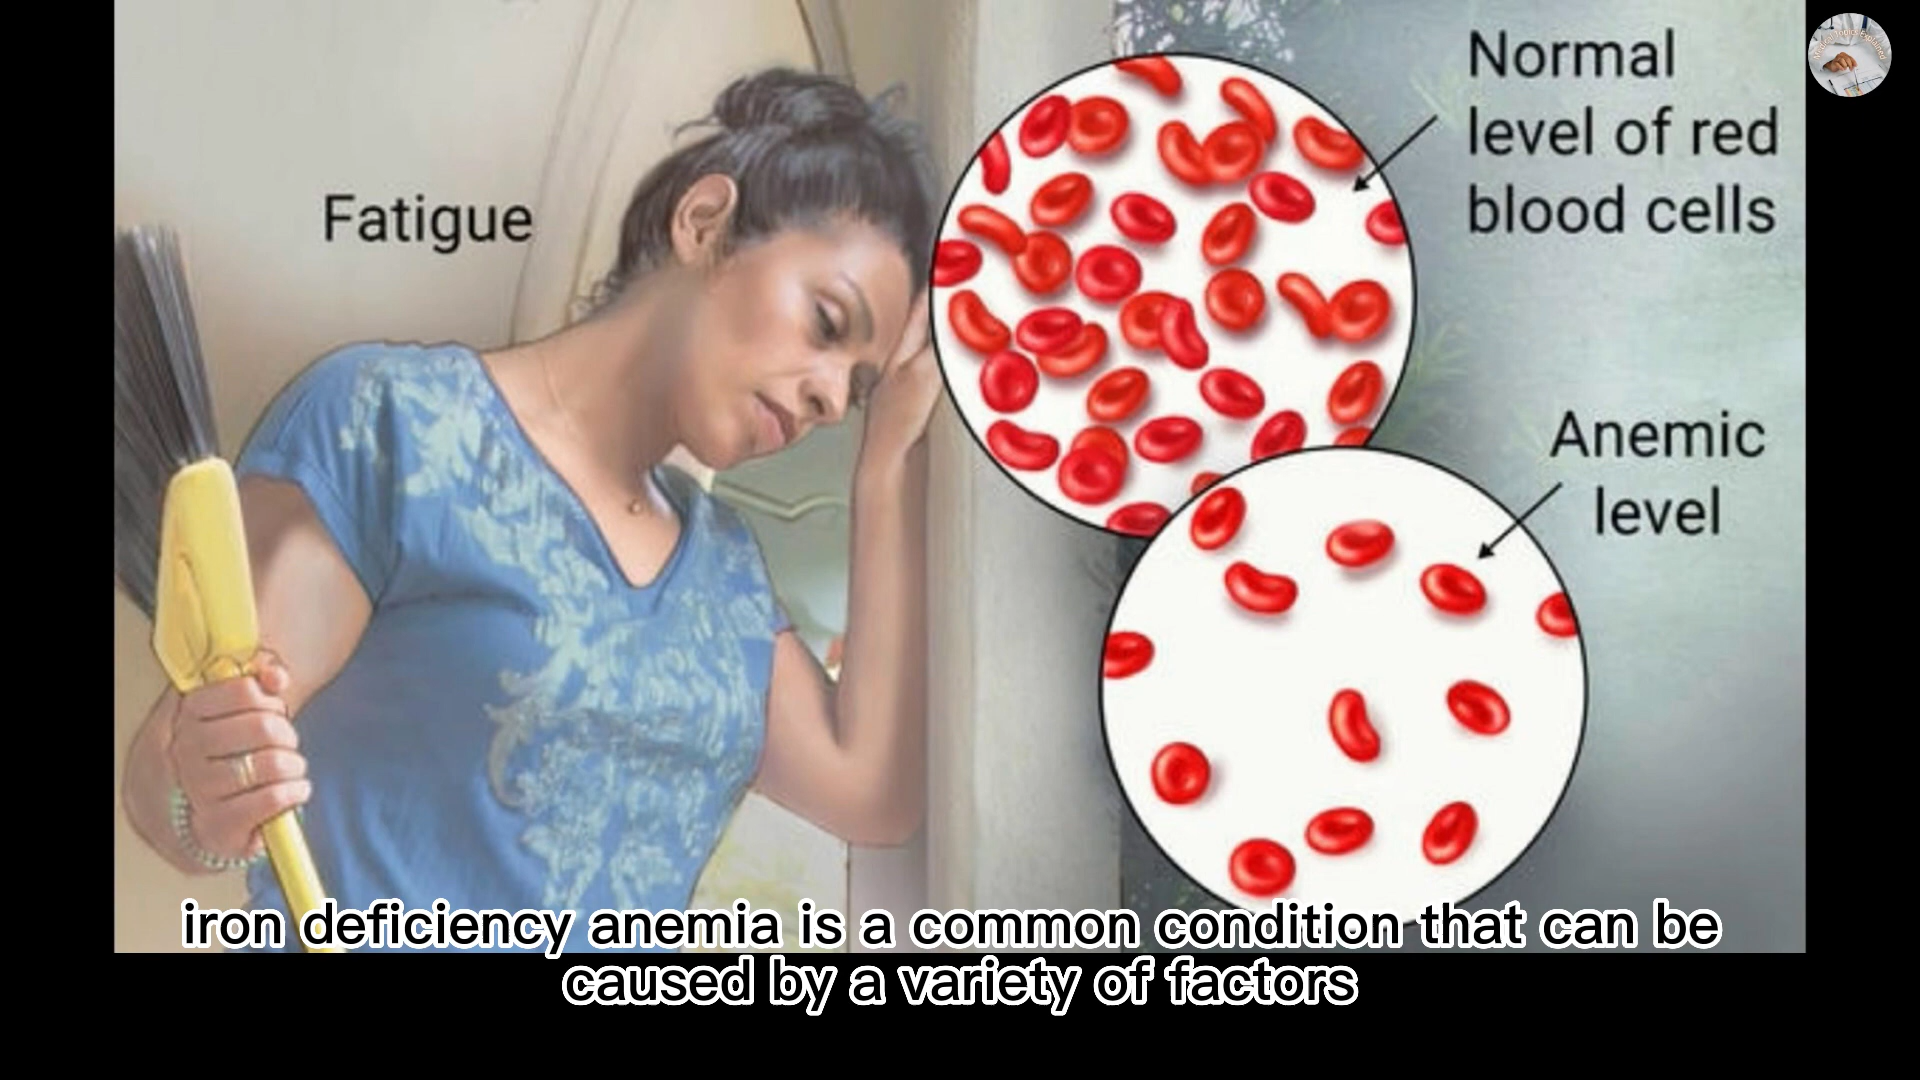 Fatigue
Normal
level of red
blood cells
Anemic
level
iron deficiency anemia is a common condition that can be
caused by a variety of factors